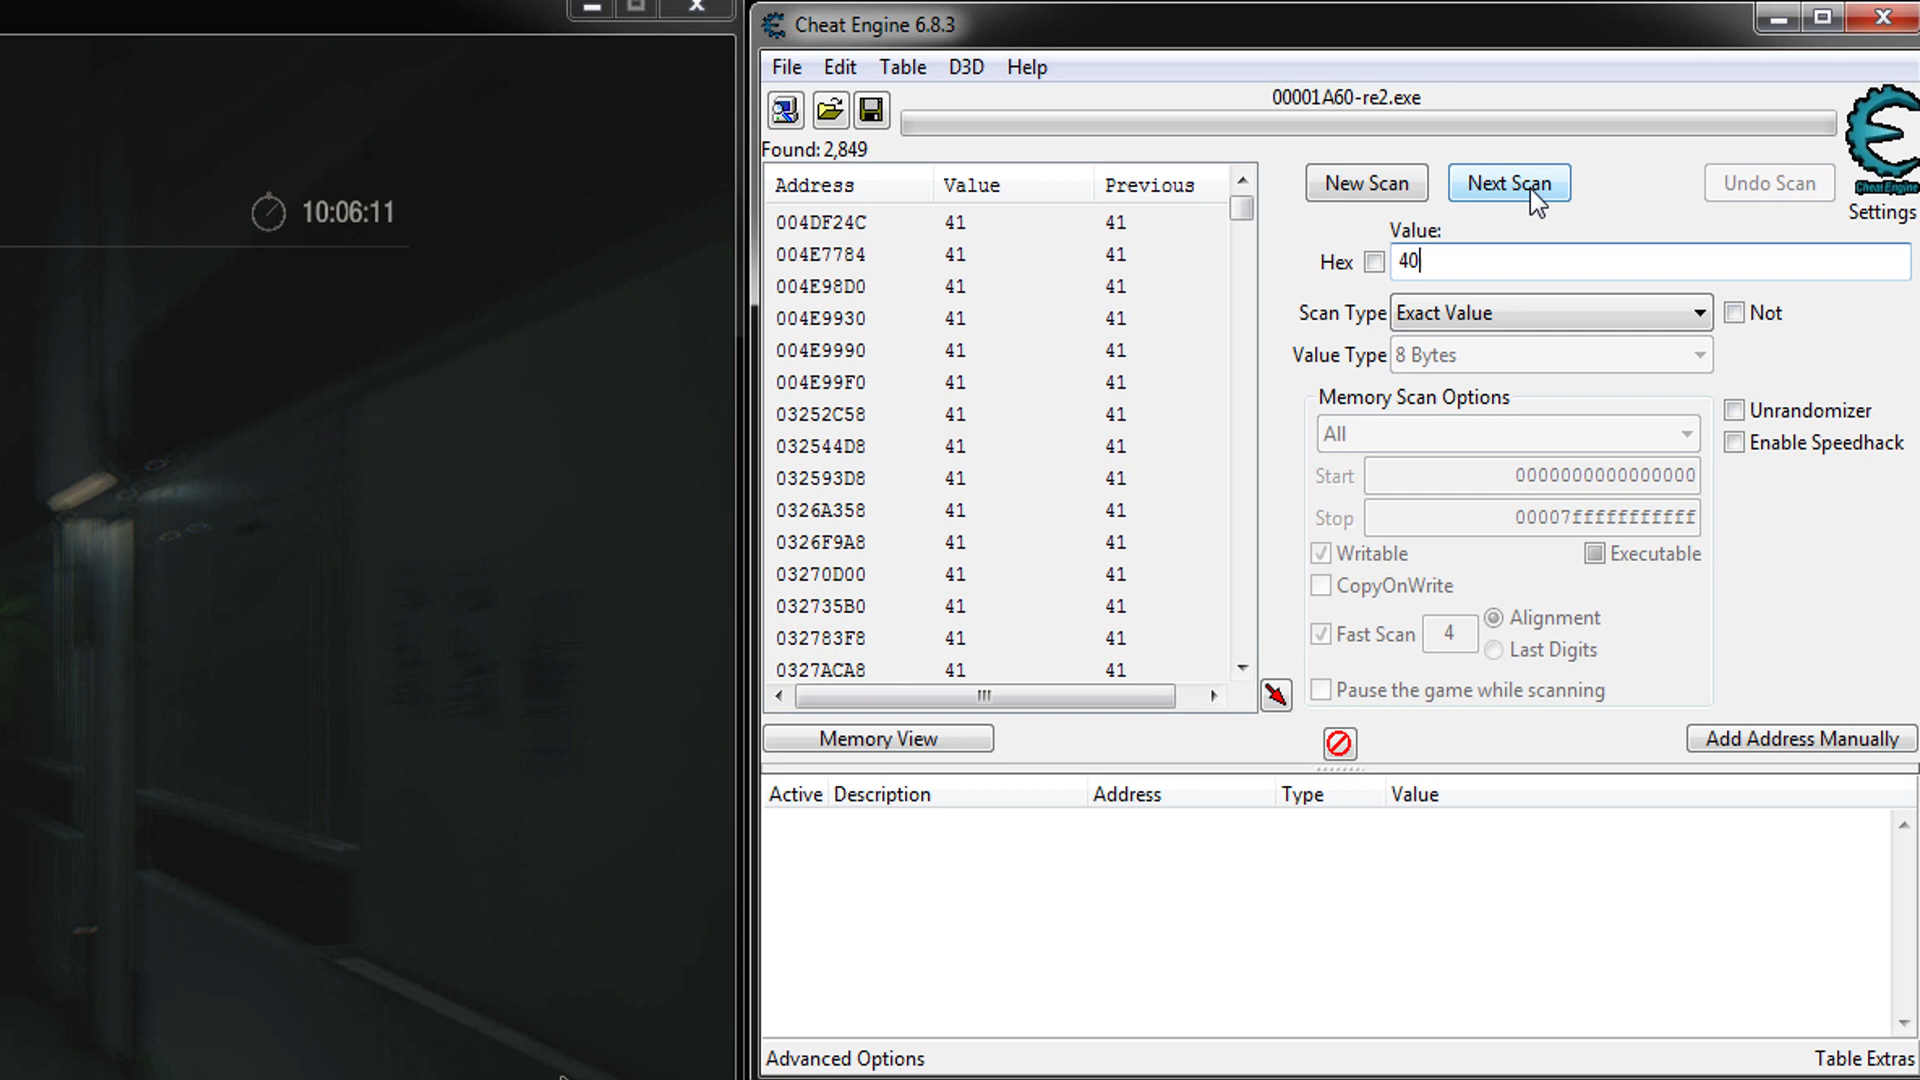 Cheat Engine 6.8.3
File Edit Table D3D Help
00001A60-re2.exe
Found: 2,849
Address Value Previous
004DF24C 41 41
004E7784 41 41
004E98D0 41 41
004E9930 41 41
004E9990 41 41
004E99F0 41 41
03252C58 41 41
032544D8 41 41
032593D8 41 41
0326A358 41 41
0326F9A8 41 41
03270D00 41 41
032735B0 41 41
032783F8 41 41
0327ACA8 41 41
New Scan Next Scan Undo Scan
Cheat Engine
Settings
Value:
Hex 40
Scan Type Exact Value Not
Value Type 8 Bytes
Memory Scan Options
All
Unrandomizer
Enable Speedhack
Start 0000000000000000
Stop 00007fffffffffff
Writable Executable
CopyOnWrite
Fast Scan 4 Alignment
Last Digits
Pause the game while scanning
Memory View Add Address Manually
Active Description Address Type Value
Advanced Options Table Extras
10:06:11